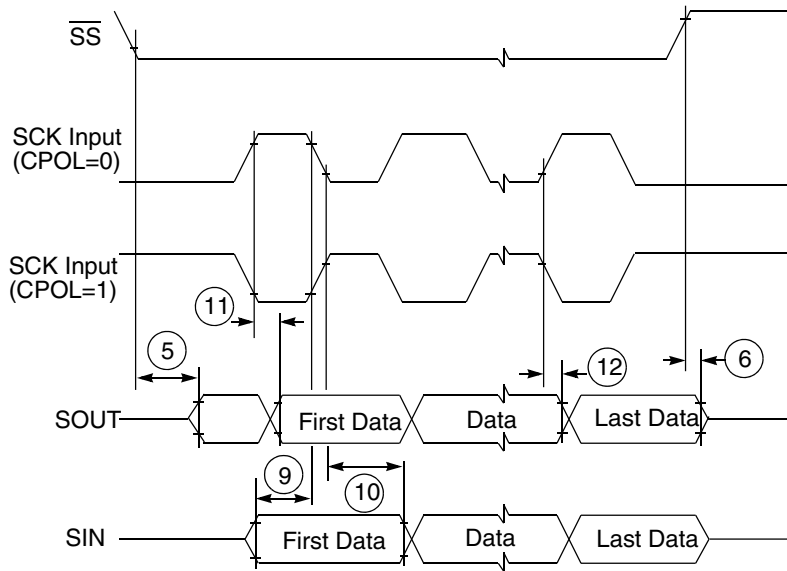 SS
SCK Input
(CPOL=0)
SCK Input
(CPOL=1)
11
5
12
6
SOUT
First Data
Data
Last Data
9
10
SIN
First Data
Data
Last Data